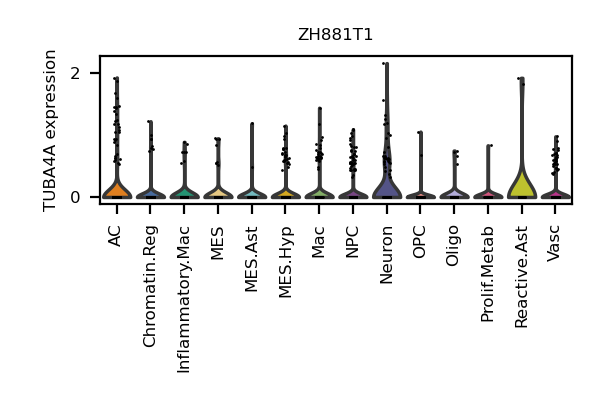 ZH881T1
TUBA4A expression
2
0
AC
Chromatin.Reg
Inflammatory.Mac
MES
MES.Ast
MES.Hyp
Mac
NPC
Neuron
OPC
Oligo
Prolif.Metab
Reactive.Ast
Vasc